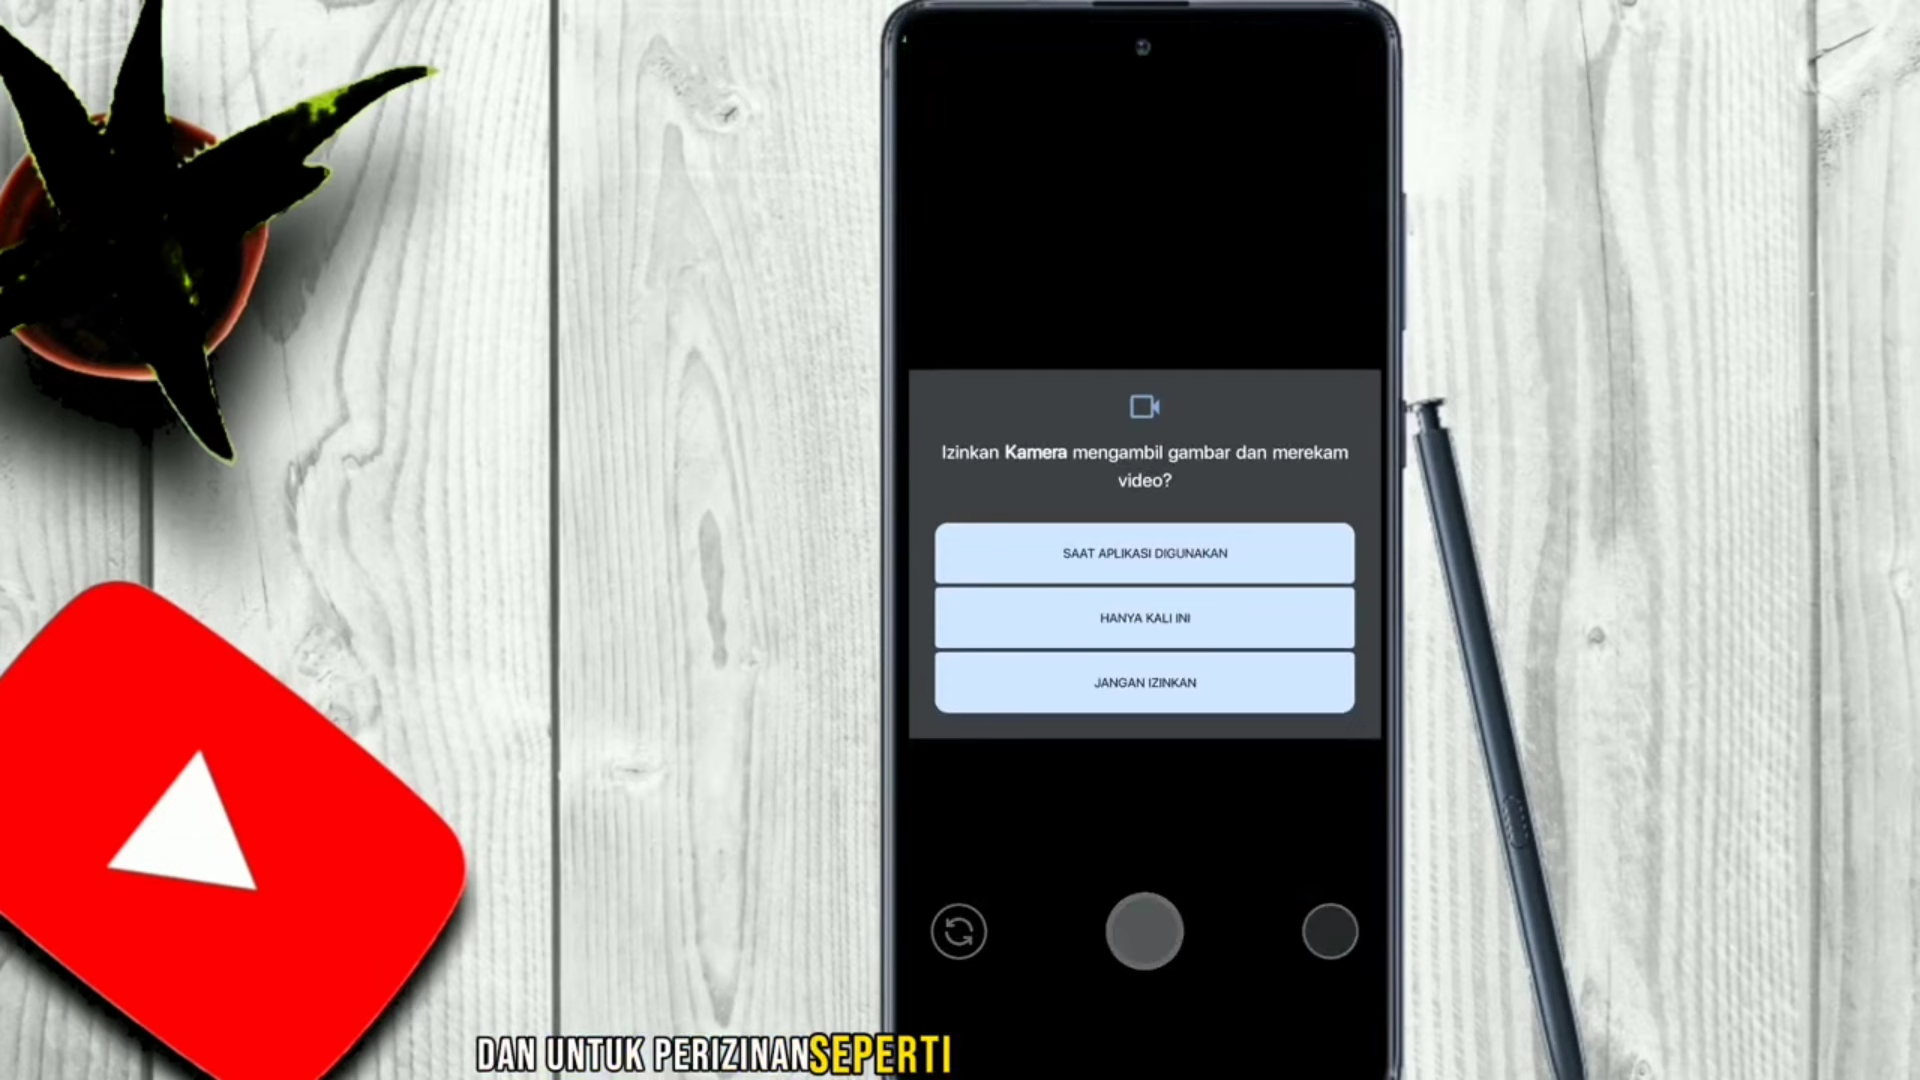 Izinkan Kamera mengambil gambar dan merekam
video?
SAAT APLIKASI DIGUNAKAN
HANYA KALI INI
JANGAN IZINKAN
DAN UNTUK PERIZINAN SEPERTI